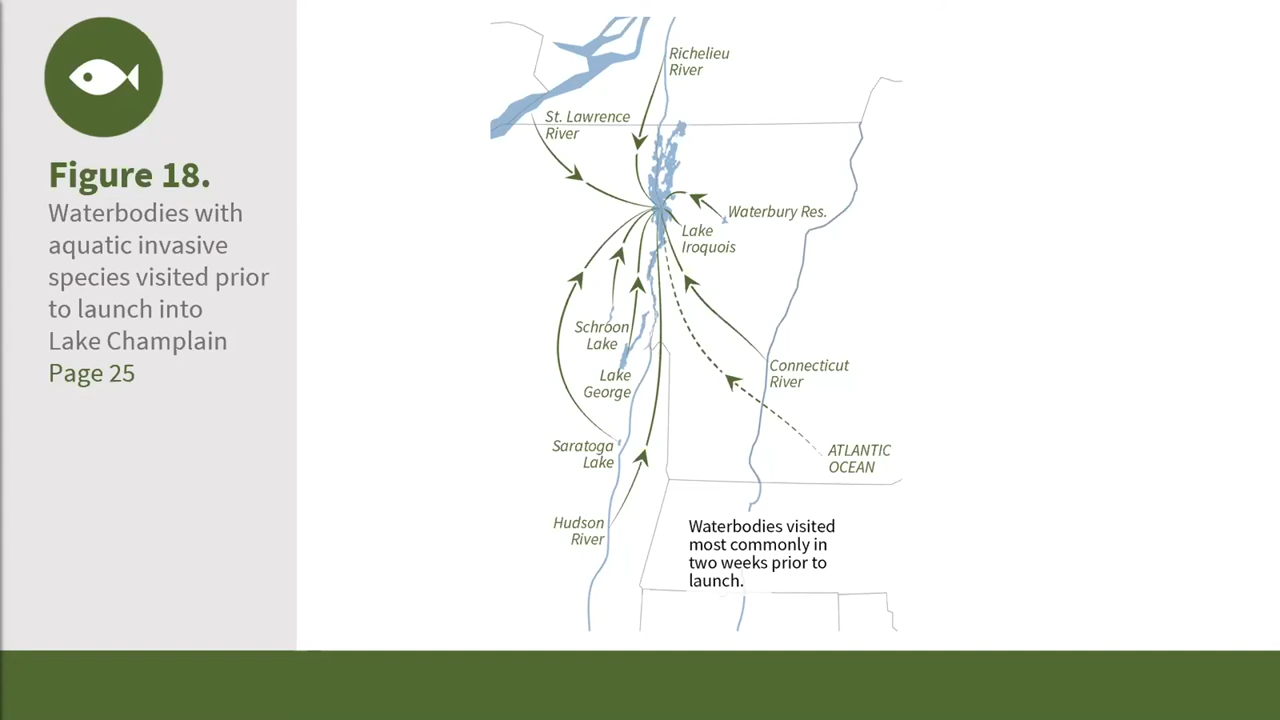 Figure 18.
Waterbodies with
aquatic invasive
species visited prior
to launch into
Lake Champlain
Page 25
Richelieu
River
St. Lawrence
River
Waterbury Res.
Lake
Iroquois
Schroon
Lake
Lake
George
Connecticut
River
Saratoga
Lake
ATLANTIC
OCEAN
Hudson
River
Waterbodies visited
most commonly in
two weeks prior to
launch.